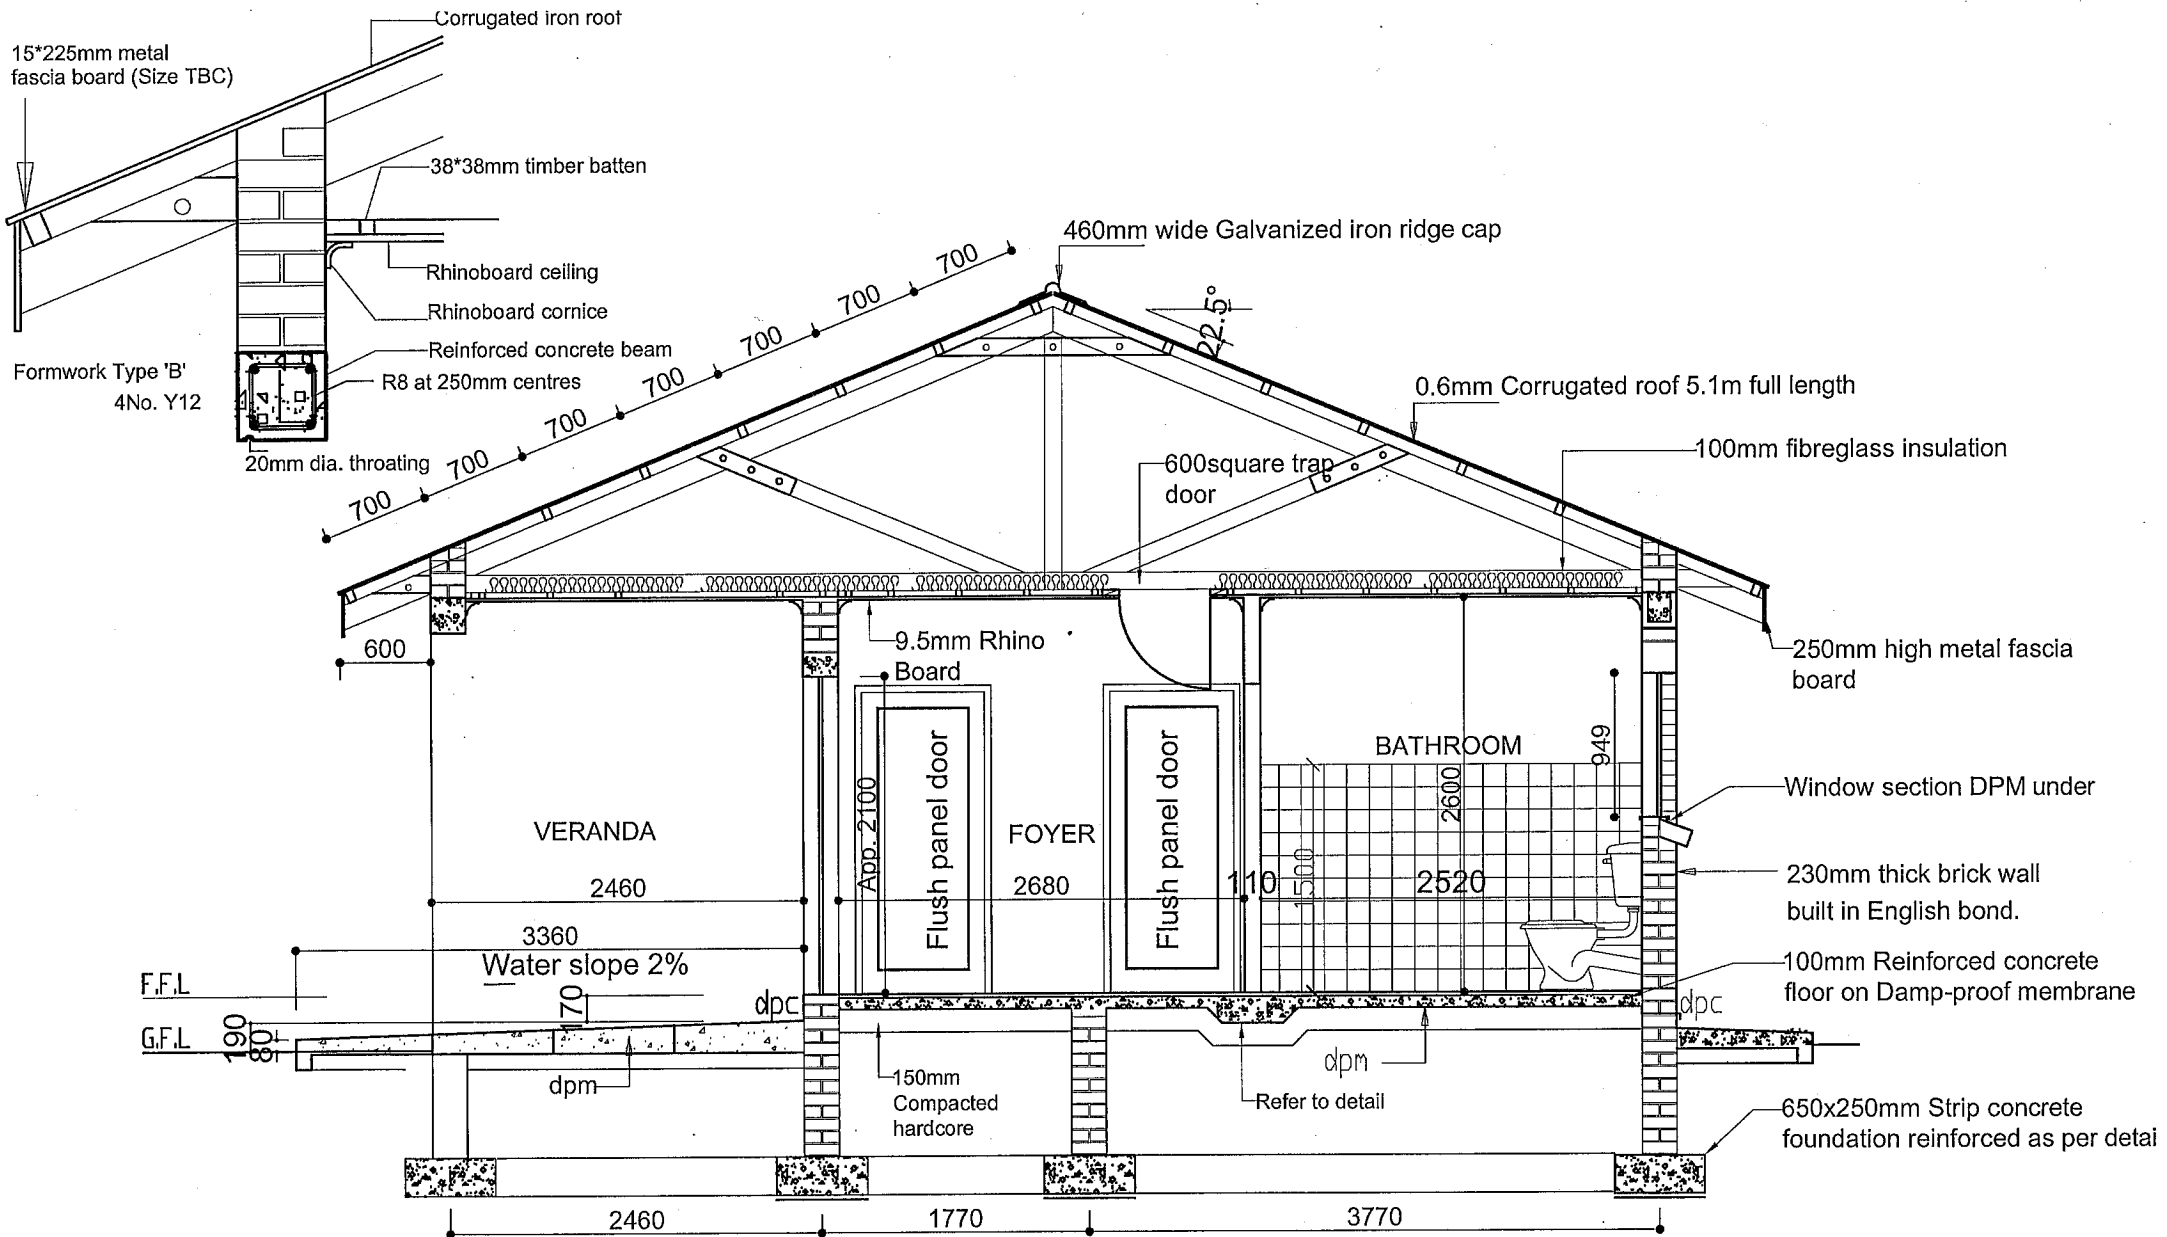 Corrugated iron roof
15*225mm metal
fascia board (Size TBC)
38*38mm timber batten
Rhinoboard ceiling
Rhinoboard cornice
Reinforced concrete beam
R8 at 250mm centres
Formwork Type 'B'
4No. Y12
20mm dia. throating
460mm wide Galvanized iron ridge cap
700
700
700
700
700
700
700
22.5°
0.6mm Corrugated roof 5.1m full length
100mm fibreglass insulation
600square trap
door
9.5mm Rhino
Board
600
250mm high metal fascia
board
BATHROOM
949
2600
Window section DPM under
VERANDA
App. 2100
Flush panel door
FOYER
Flush panel door
1500
2460
2680
110
2520
230mm thick brick wall
built in English bond.
3360
Water slope 2%
100mm Reinforced concrete
floor on Damp-proof membrane
F.F.L
170
dpc
dpc
G.F.L
190
80
dpm
dpm
150mm
Compacted
hardcore
Refer to detail
650x250mm Strip concrete
foundation reinforced as per detai
2460
1770
3770